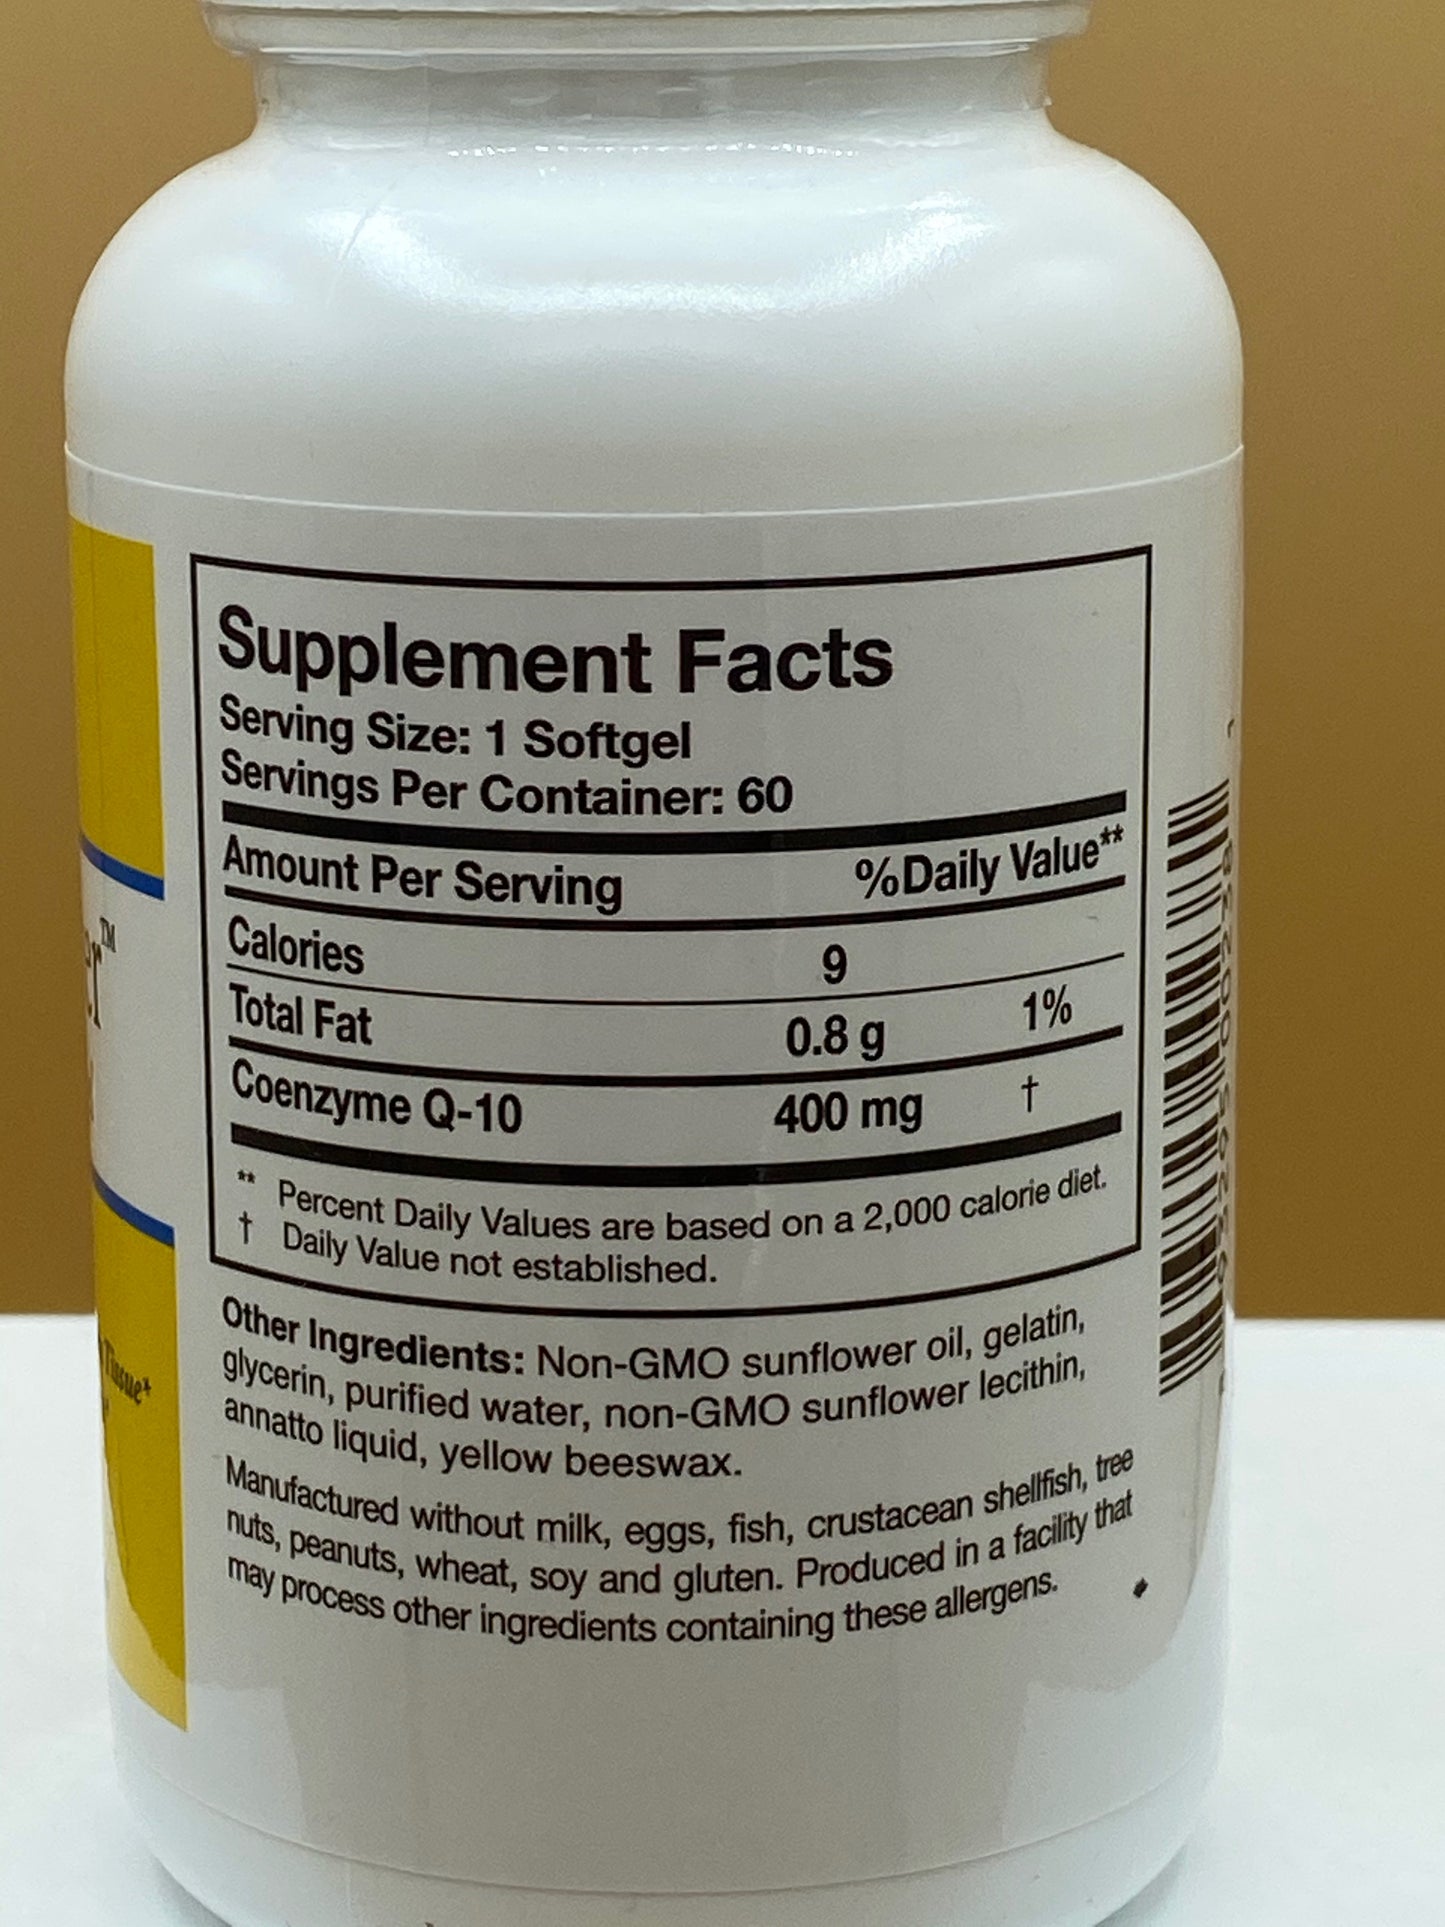 Supplement Facts
Serving Size: 1 Softgel
Servings Per Container: 60
Amount Per Serving %Daily Value**
Calories 9
Total Fat 0.8 g 1%
Coenzyme Q-10 400 mg †
** Percent Daily Values are based on a 2,000 calorie diet.
† Daily Value not established.
Other Ingredients: Non-GMO sunflower oil, gelatin,
glycerin, purified water, non-GMO sunflower lecithin,
annatto liquid, yellow beeswax.
Manufactured without milk, eggs, fish, crustacean shellfish, tree
nuts, peanuts, wheat, soy and gluten. Produced in a facility that
may process other ingredients containing these allergens.
TM
Tissue*